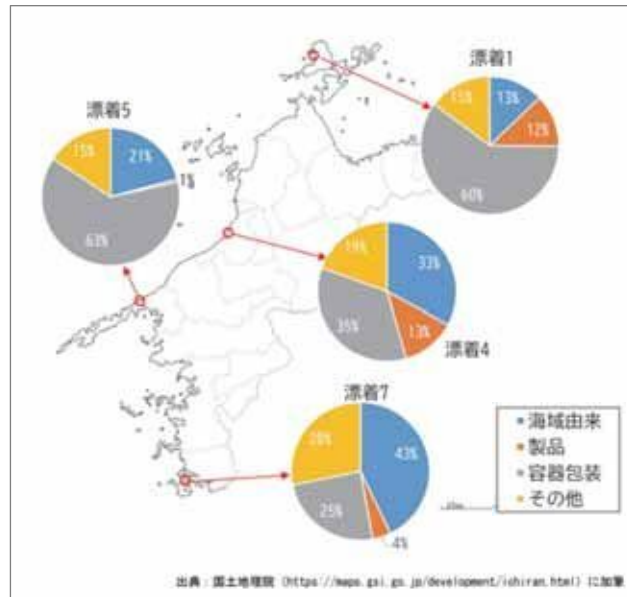 漂着1
15%
13%
12%
60%
漂着5
15%
21%
1%
63%
19%
33%
35%
13%
漂着4
漂着7
28%
43%
25%
4%
海域由来
製品
容器包装
その他
出典：国土地理院（https://maps.gsi.go.jp/development/ichiran.html）に加筆